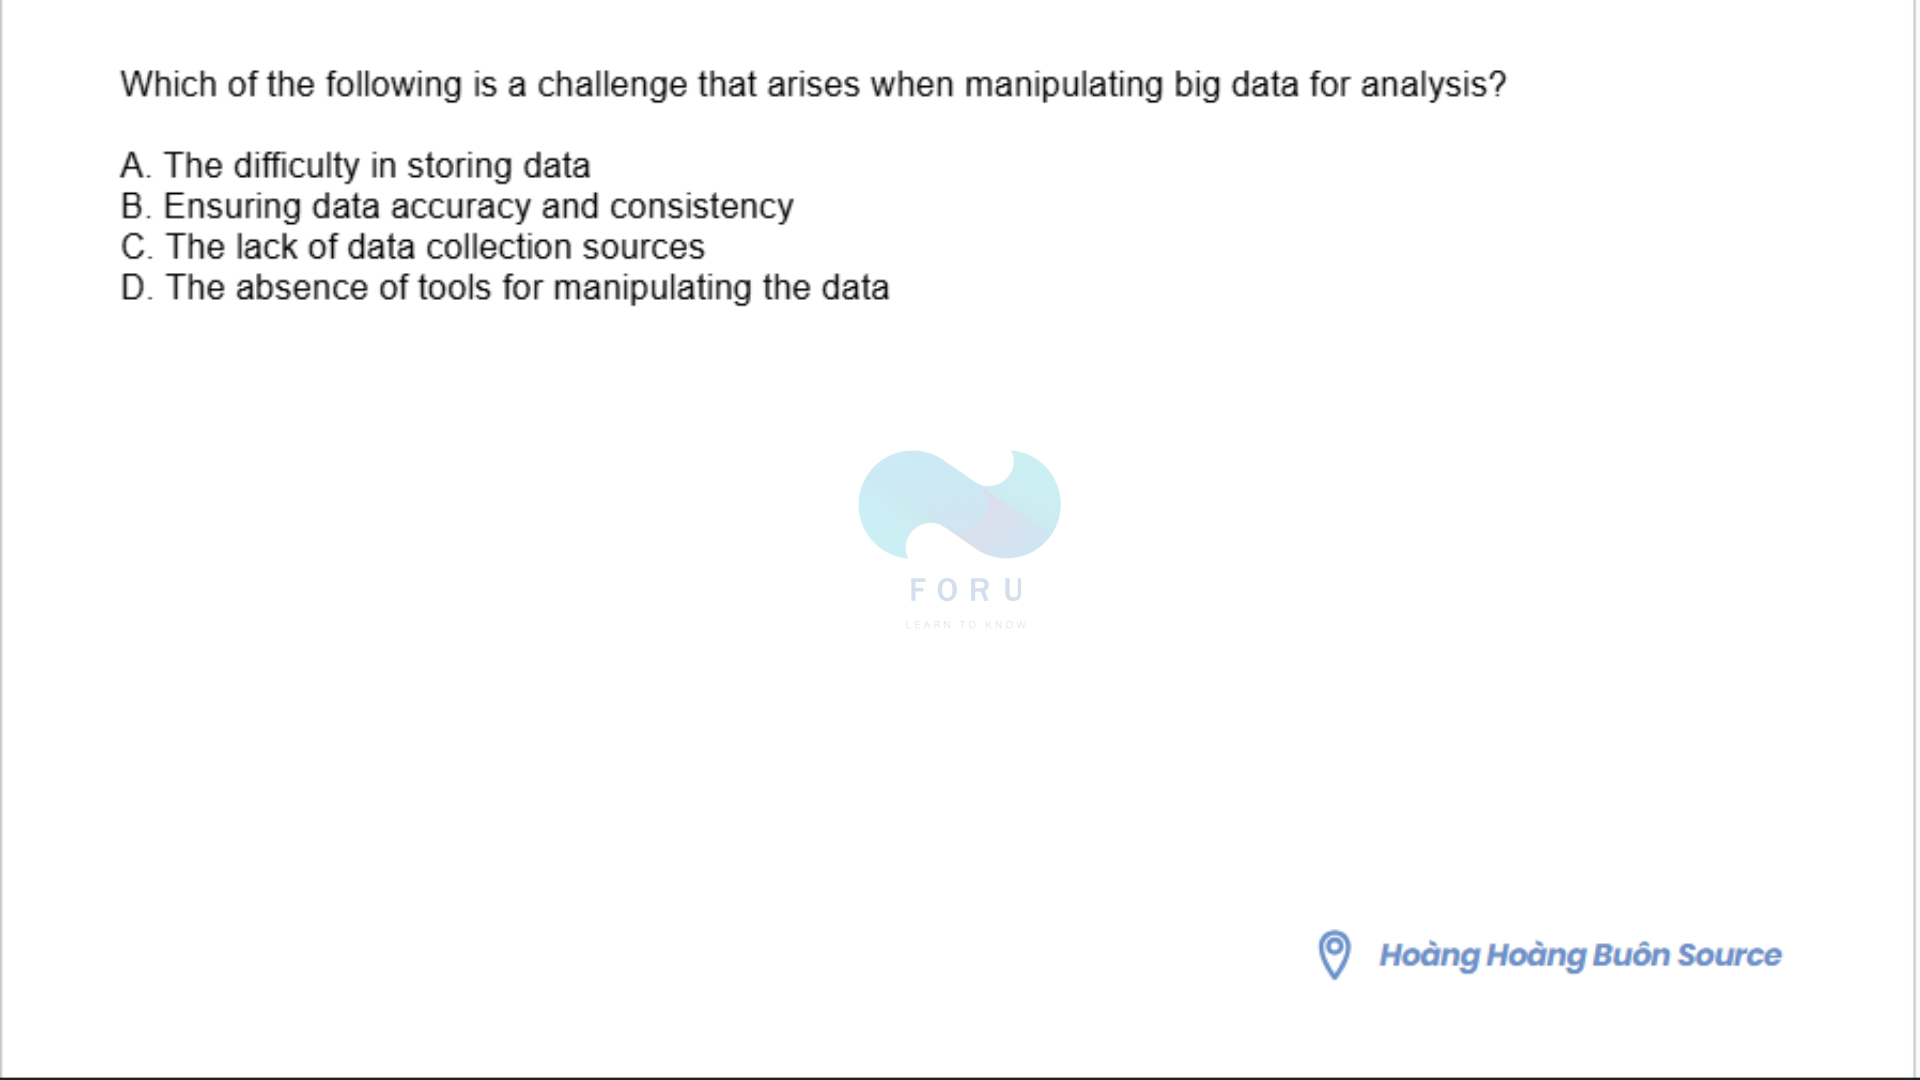 Which of the following is a challenge that arises when manipulating big data for analysis?
A. The difficulty in storing data
B. Ensuring data accuracy and consistency
C. The lack of data collection sources
D. The absence of tools for manipulating the data
FORU
LEARN TO KNOW
Hoàng Hoàng Buôn Source